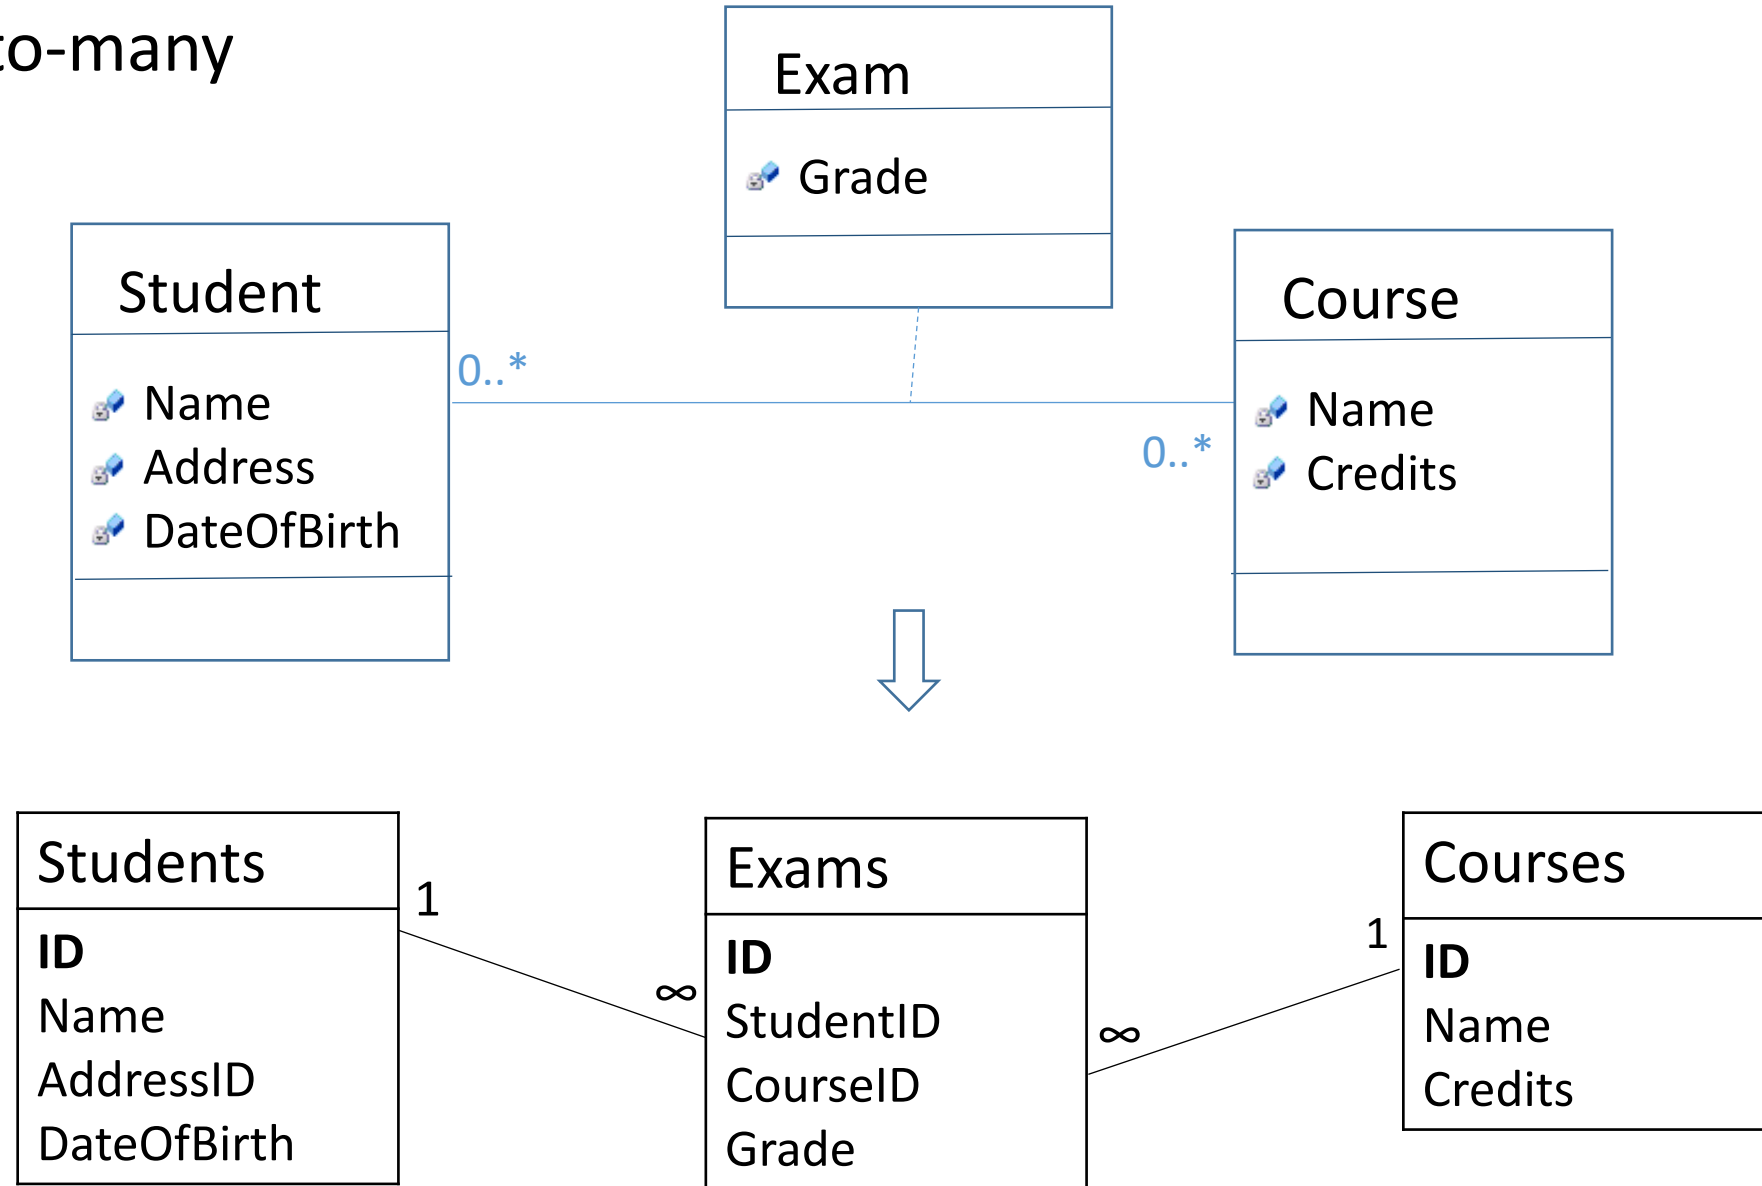 to-many
Exam
Grade
Student
Name
Address
DateOfBirth
0..*
0..*
Course
Name
Credits
Students
ID
Name
AddressID
DateOfBirth
1
∞
Exams
ID
StudentID
CourseID
Grade
∞
1
Courses
ID
Name
Credits